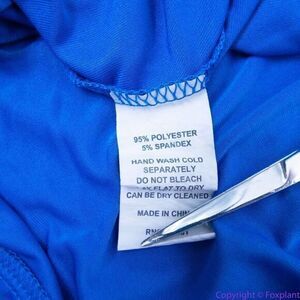 95% POLYESTER
5% SPANDEX
HAND WASH COLD
SEPARATELY
DO NOT BLEACH
LAY FLAT TO DRY
CAN BE DRY CLEANED
MADE IN CHINA
Copyright © Foxplant